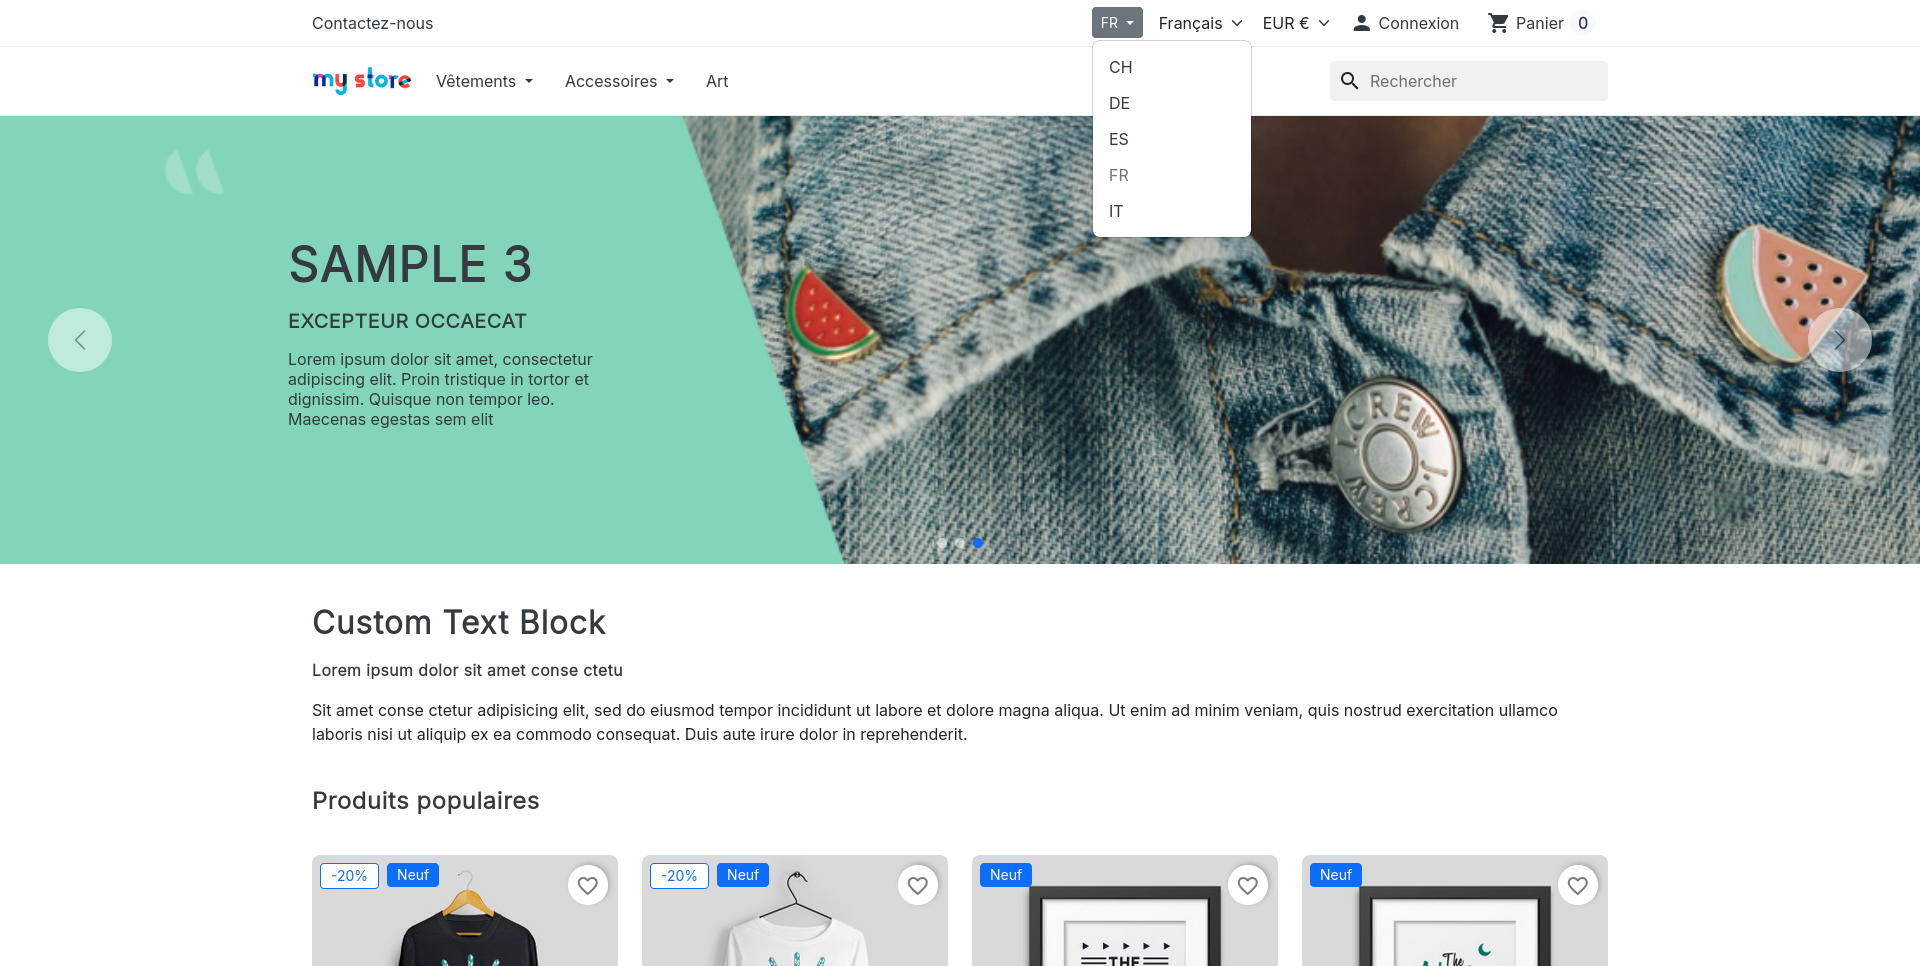 Contactez-nous
FR
Français
EUR €
Connexion
Panier 0
CH
DE
ES
FR
IT
my store
Vêtements
Accessoires
Art
Rechercher
SAMPLE 3
EXCEPTEUR OCCAECAT
Lorem ipsum dolor sit amet, consectetur
adipiscing elit. Proin tristique in tortor et
dignissim. Quisque non tempor leo.
Maecenas egestas sem elit
J.CREW J.CREW
Custom Text Block
Lorem ipsum dolor sit amet conse ctetu
Sit amet conse ctetur adipisicing elit, sed do eiusmod tempor incididunt ut labore et dolore magna aliqua. Ut enim ad minim veniam, quis nostrud exercitation ullamco
laboris nisi ut aliquip ex ea commodo consequat. Duis aute irure dolor in reprehenderit.
Produits populaires
-20% Neuf
-20% Neuf
Neuf
Neuf
THE
The